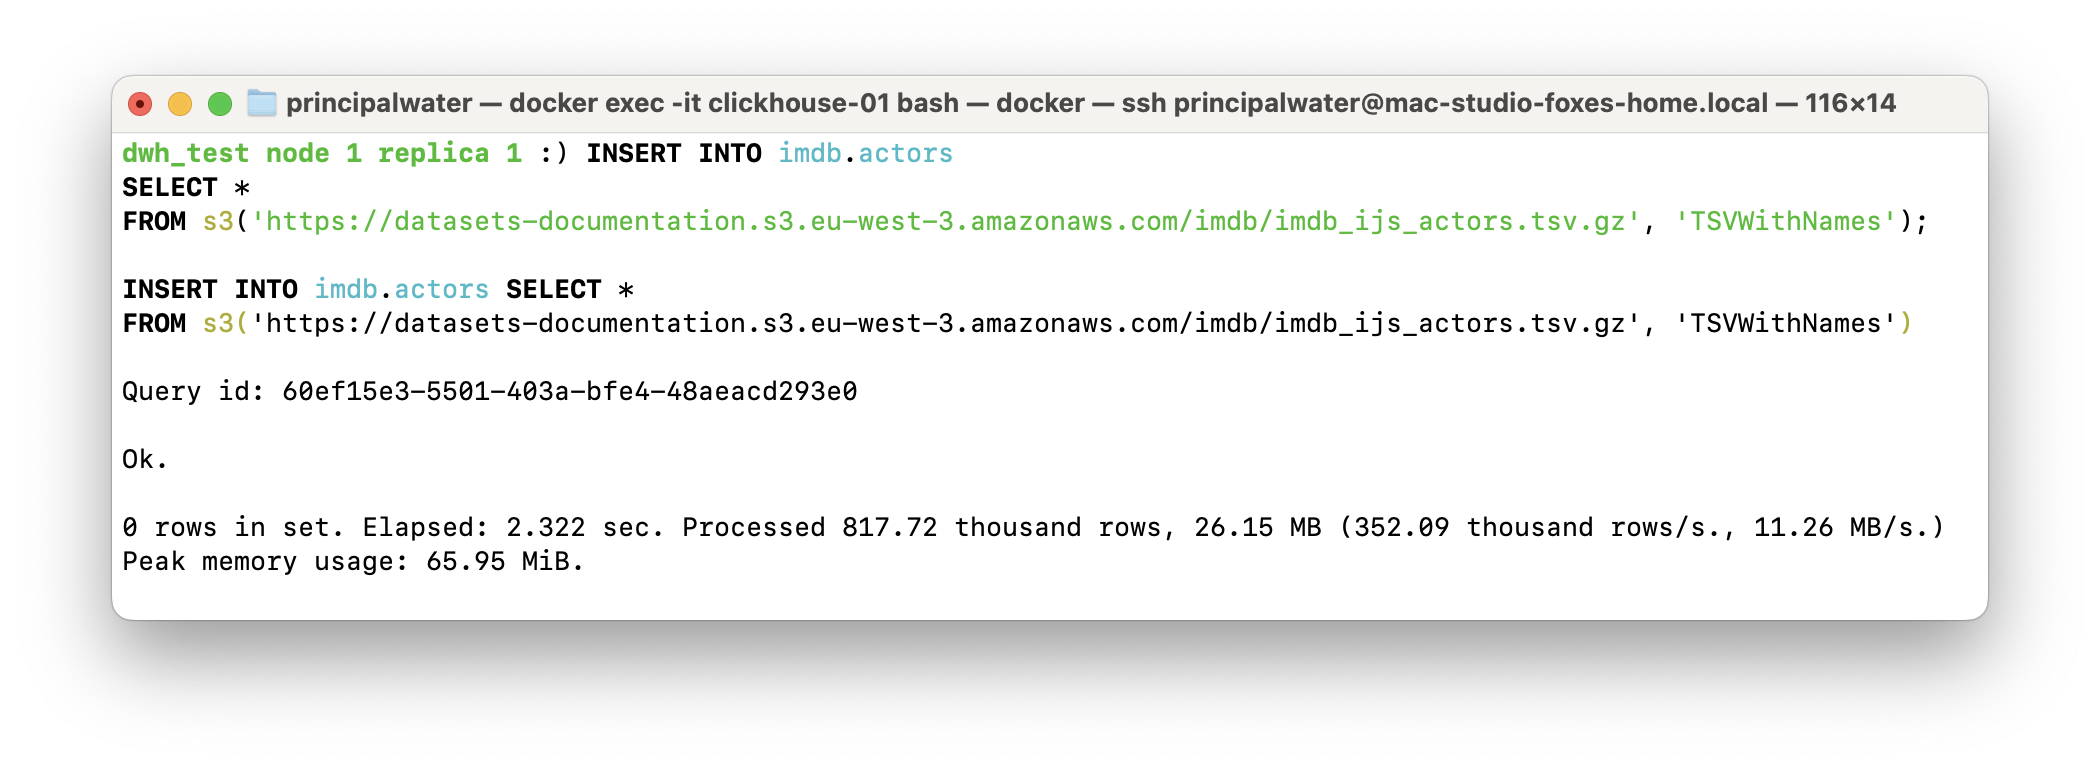 principalwater — docker exec -it clickhouse-01 bash — docker — ssh principalwater@mac-studio-foxes-home.local — 116×14
dwh_test node 1 replica 1 :) INSERT INTO imdb.actors
SELECT *
FROM s3('https://datasets-documentation.s3.eu-west-3.amazonaws.com/imdb/imdb_ijs_actors.tsv.gz', 'TSVWithNames');
INSERT INTO imdb.actors SELECT *
FROM s3('https://datasets-documentation.s3.eu-west-3.amazonaws.com/imdb/imdb_ijs_actors.tsv.gz', 'TSVWithNames')
Query id: 60ef15e3-5501-403a-bfe4-48aeacd293e0
Ok.
0 rows in set. Elapsed: 2.322 sec. Processed 817.72 thousand rows, 26.15 MB (352.09 thousand rows/s., 11.26 MB/s.)
Peak memory usage: 65.95 MiB.